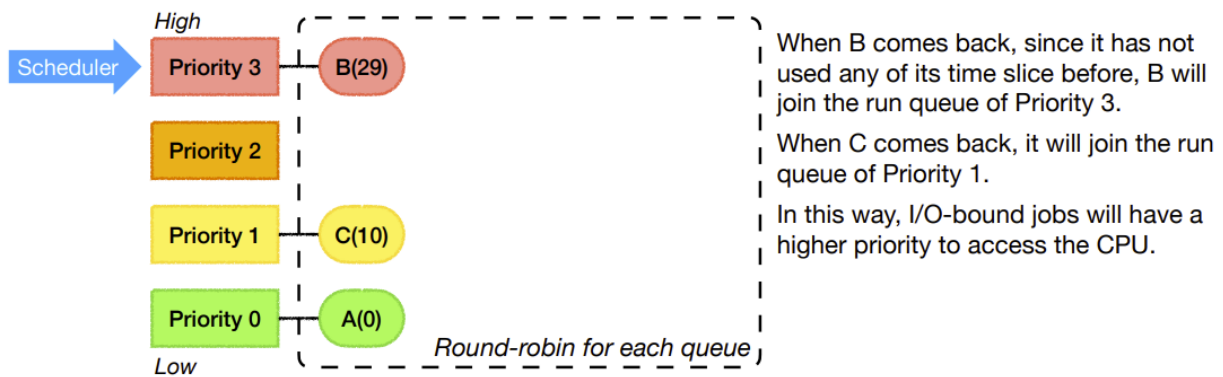 High
Scheduler
Priority 3
B(29)
Priority 2
Priority 1
C(10)
Priority 0
A(0)
Low
Round-robin for each queue
When B comes back, since it has not
used any of its time slice before, B will
join the run queue of Priority 3.
When C comes back, it will join the run
queue of Priority 1.
In this way, I/O-bound jobs will have a
higher priority to access the CPU.